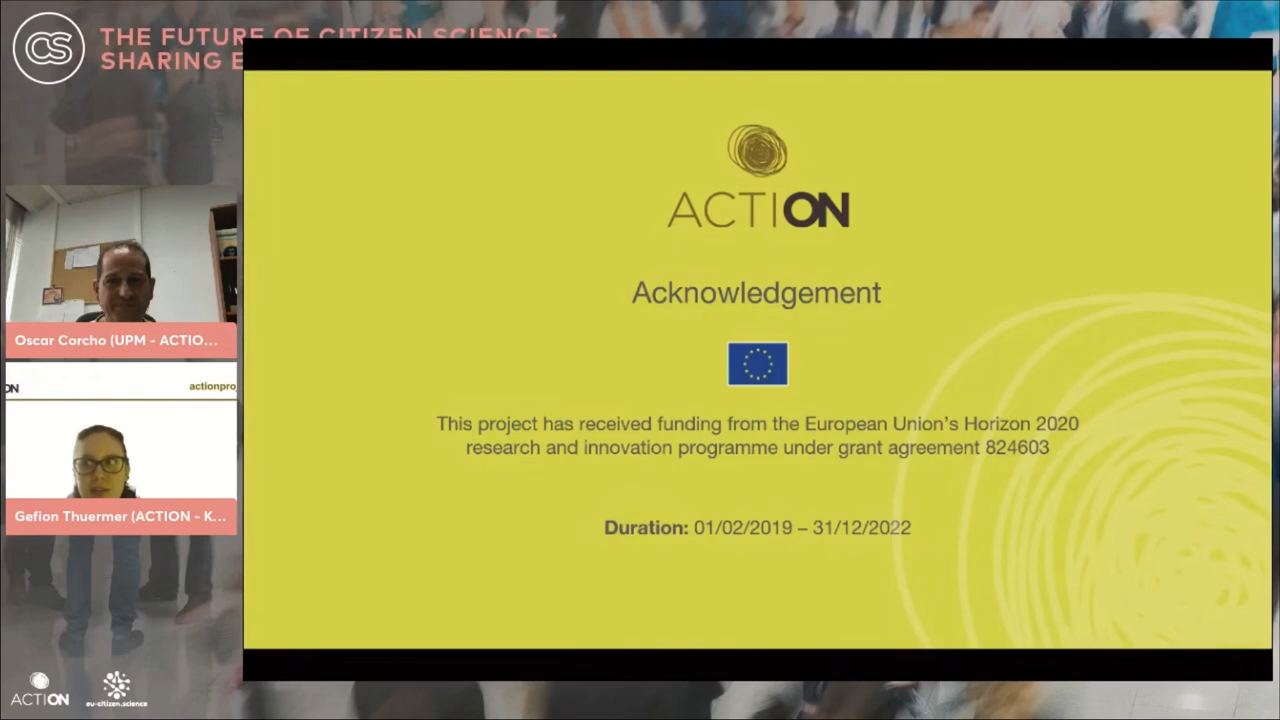 CS
THE FUTURE OF CITIZEN SCIENCE:
SHARING E
ACTION
Acknowledgement
This project has received funding from the European Union's Horizon 2020
research and innovation programme under grant agreement 824603
Duration: 01/02/2019 – 31/12/2022
Oscar Corcho (UPM - ACTIO...
ON
actionpro
Gefion Thuermer (ACTION - K...
ACTION
eu-citizen.science